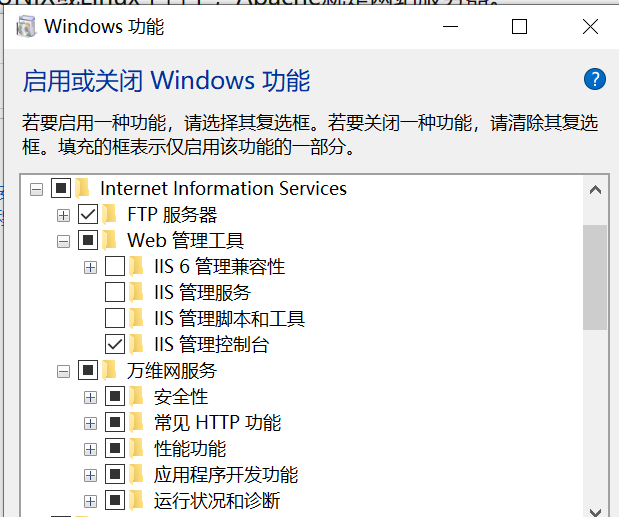 Windows 功能
启用或关闭 Windows 功能
若要启用一种功能，请选择其复选框。若要关闭一种功能，请清除其复选
框。填充的框表示仅启用该功能的一部分。
Internet Information Services
FTP 服务器
Web 管理工具
IIS 6 管理兼容性
IIS 管理服务
IIS 管理脚本和工具
IIS 管理控制台
万维网服务
安全性
常见 HTTP 功能
性能功能
应用程序开发功能
运行状况和诊断